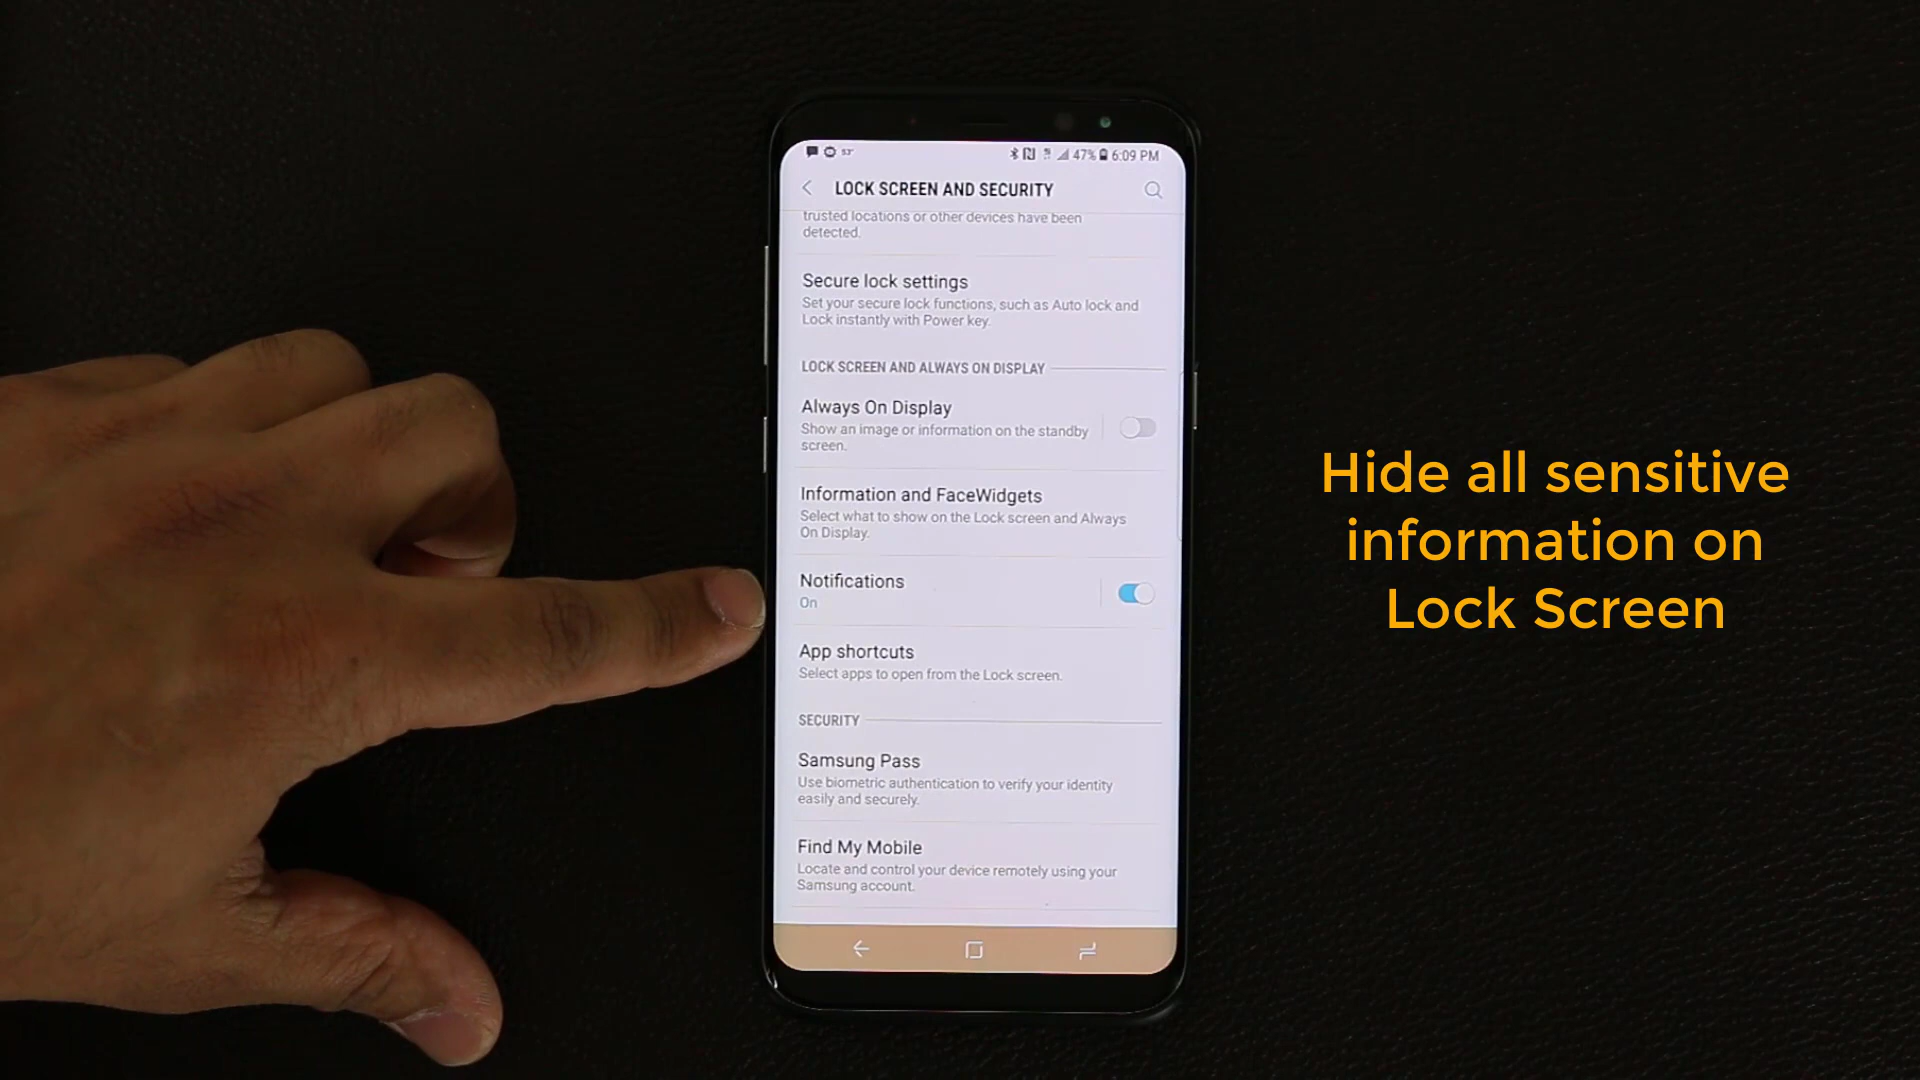 53°
47% 6:09 PM
LOCK SCREEN AND SECURITY
trusted locations or other devices have been
detected.
Secure lock settings
Set your secure lock functions, such as Auto lock and
Lock instantly with Power key.
LOCK SCREEN AND ALWAYS ON DISPLAY
Always On Display
Show an image or information on the standby
screen.
Information and FaceWidgets
Select what to show on the Lock screen and Always
On Display.
Notifications
On
App shortcuts
Select apps to open from the Lock screen.
SECURITY
Samsung Pass
Use biometric authentication to verify your identity
easily and securely.
Find My Mobile
Locate and control your device remotely using your
Samsung account.
Hide all sensitive
information on
Lock Screen